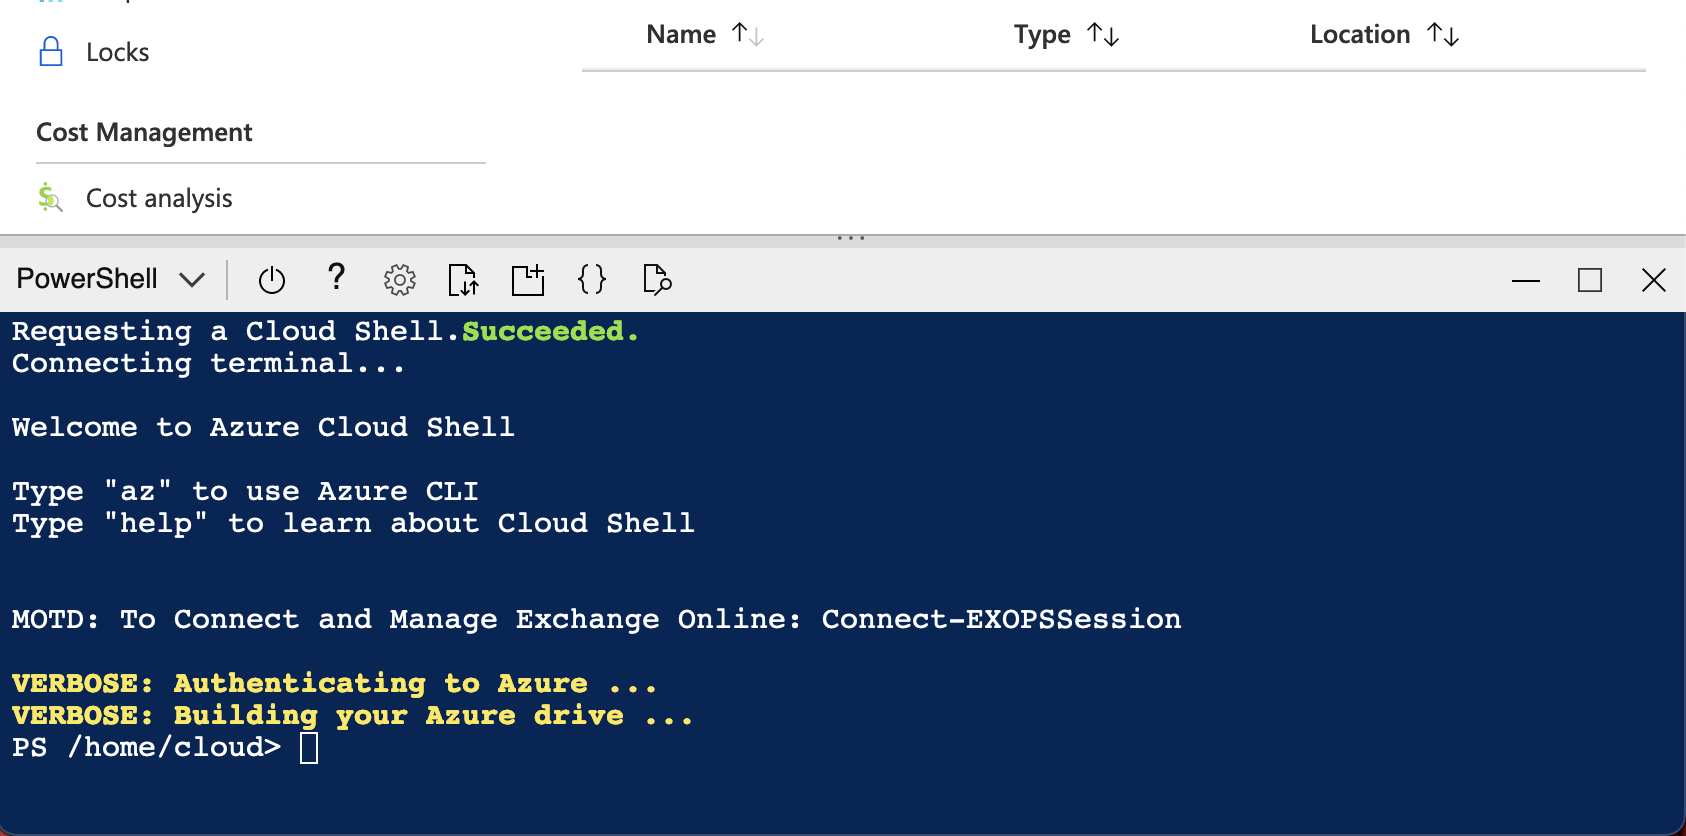 Name Type Location
Locks
Cost Management
Cost analysis
PowerShell
Requesting a Cloud Shell.Succeeded.
Connecting terminal...
Welcome to Azure Cloud Shell
Type "az" to use Azure CLI
Type "help" to learn about Cloud Shell
MOTD: To Connect and Manage Exchange Online: Connect-EXOPSSession
VERBOSE: Authenticating to Azure ...
VERBOSE: Building your Azure drive ...
PS /home/cloud>